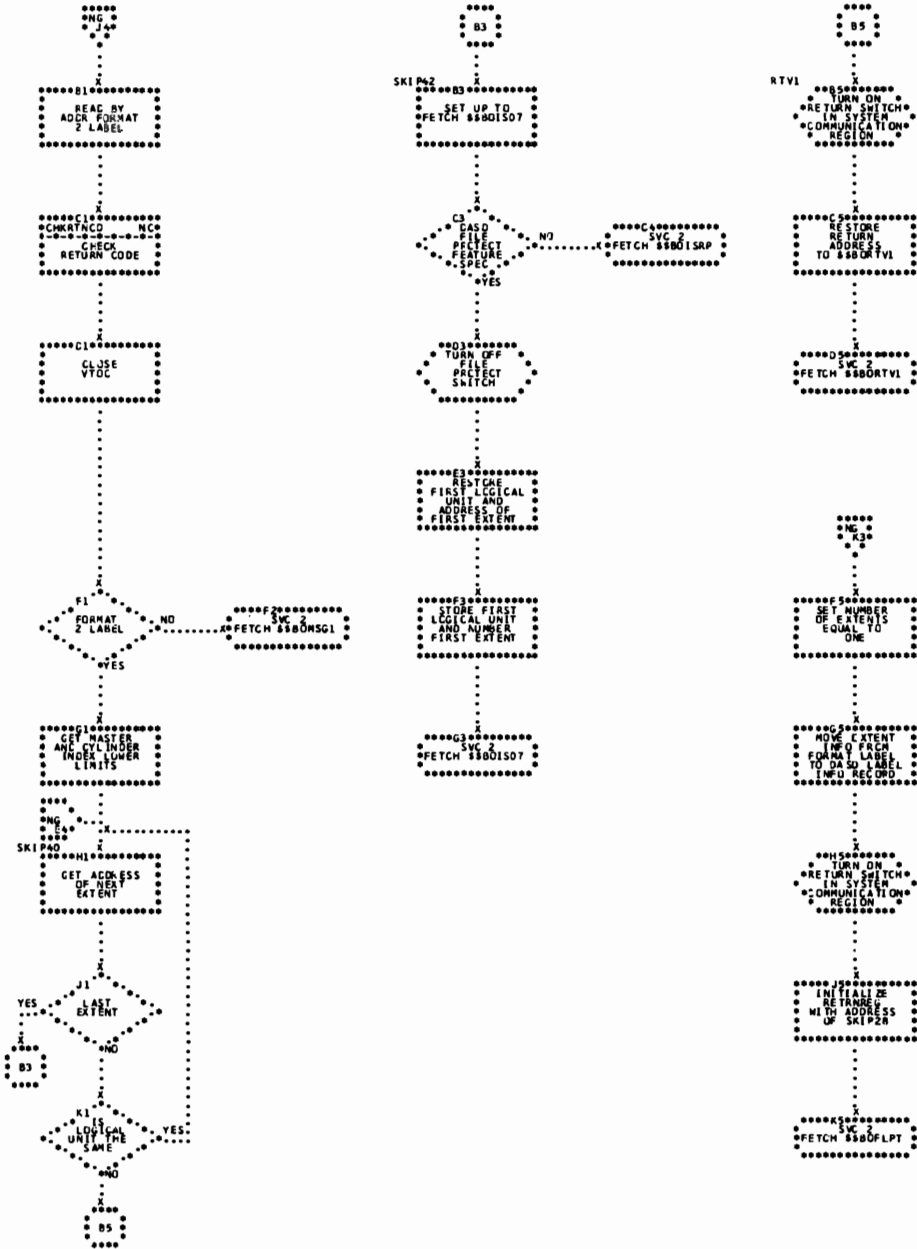 NG
J4
B1
READ BY
ADDR FORMAT
2 LABEL
C1
CHKRTNCD NC
CHECK
RETURN CODE
D1
CLOSE
VTOC
F1
FORMAT
2 LABEL
NO
YES
F2
SVC 2
FETCH $$BOMSG1
G1
GET MASTER
AND CYLINDER
INDEX LOWER
LIMITS
NG
E4
SKIP40
H1
GET ADDRESS
OF NEXT
EXTENT
J1
LAST
EXTENT
YES
NO
B3
K1
IS
LOGICAL
UNIT THE
SAME
YES
NO
B5
B3
SKIP42
B3
SET UP TO
FETCH $$BOIS07
C3
DASD
FILE
PROTECT
FEATURE
SPEC
NO
YES
C4
SVC 2
FETCH $$BOISRP
D3
TURN OFF
FILE
PROTECT
SWITCH
E3
RESTORE
FIRST LOGICAL
UNIT AND
ADDRESS OF
FIRST EXTENT
F3
STORE FIRST
LOGICAL UNIT
AND NUMBER
FIRST EXTENT
G3
SVC 2
FETCH $$BOIS07
B5
RTV1
B5
TURN ON
RETURN SWITCH
IN SYSTEM
COMMUNICATION
REGION
C5
RESTORE
RETURN
ADDRESS
TO $$BORTV1
D5
SVC 2
FETCH $$BORTV1
NG
K3
F5
SET NUMBER
OF EXTENTS
EQUAL TO
ONE
G5
MOVE EXTENT
INFO FROM
FORMAT LABEL
TO DASD LABEL
INFO RECORD
H5
TURN ON
RETURN SWITCH
IN SYSTEM
COMMUNICATION
REGION
J5
INITIALIZE
RETRNREG
WITH ADDRESS
OF SKIP28
K5
SVC 2
FETCH $$BOFLPT